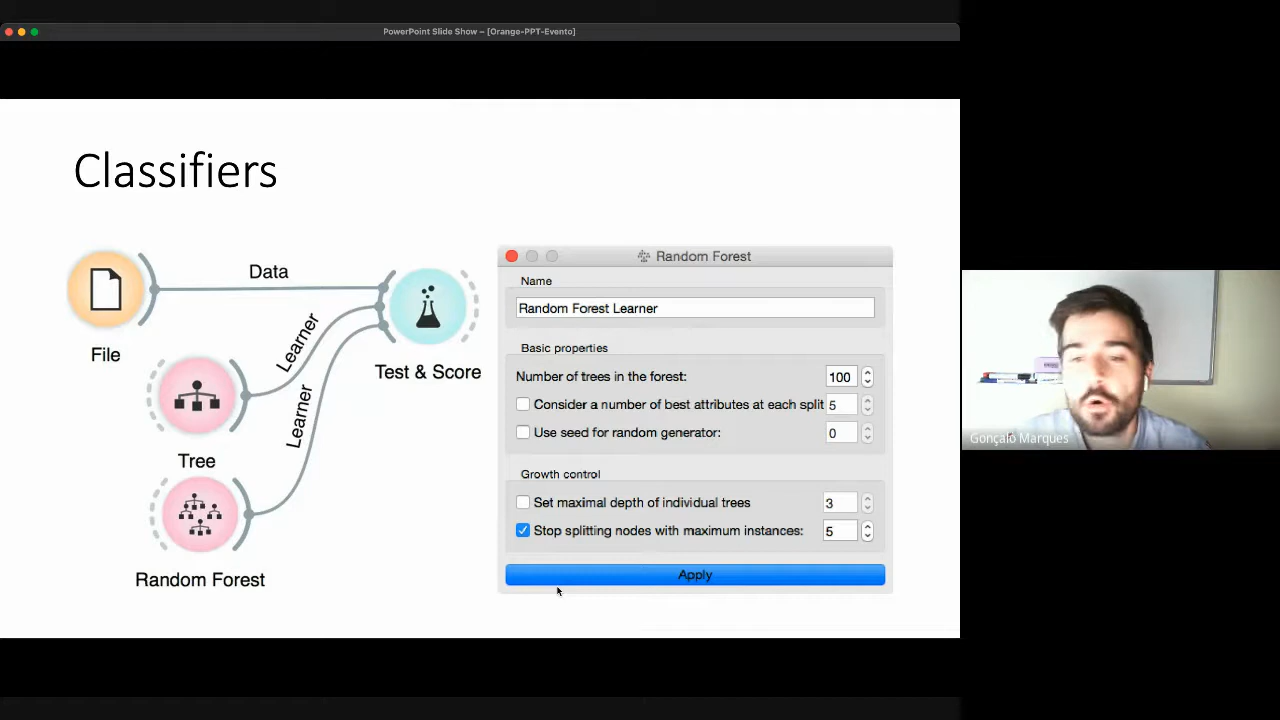 PowerPoint Slide Show – [Orange-PPT-Evento]
Classifiers
Data
Learner
Learner
File
Test & Score
Tree
Random Forest
Random Forest
Name
Random Forest Learner
Basic properties
Number of trees in the forest: 100
Consider a number of best attributes at each split 5
Use seed for random generator: 0
Growth control
Set maximal depth of individual trees 3
Stop splitting nodes with maximum instances: 5
Apply
Gonçalo Marques